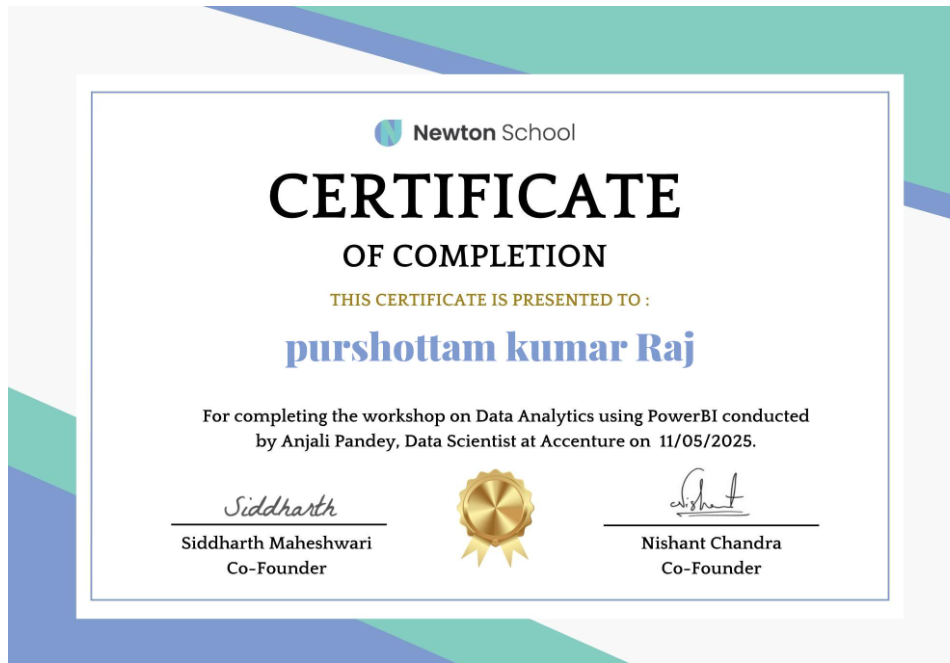 Newton School
CERTIFICATE
OF COMPLETION
THIS CERTIFICATE IS PRESENTED TO :
purshottam kumar Raj
For completing the workshop on Data Analytics using PowerBI conducted
by Anjali Pandey, Data Scientist at Accenture on 11/05/2025.
Siddharth
Nishant
Siddharth Maheshwari
Co-Founder
Nishant Chandra
Co-Founder